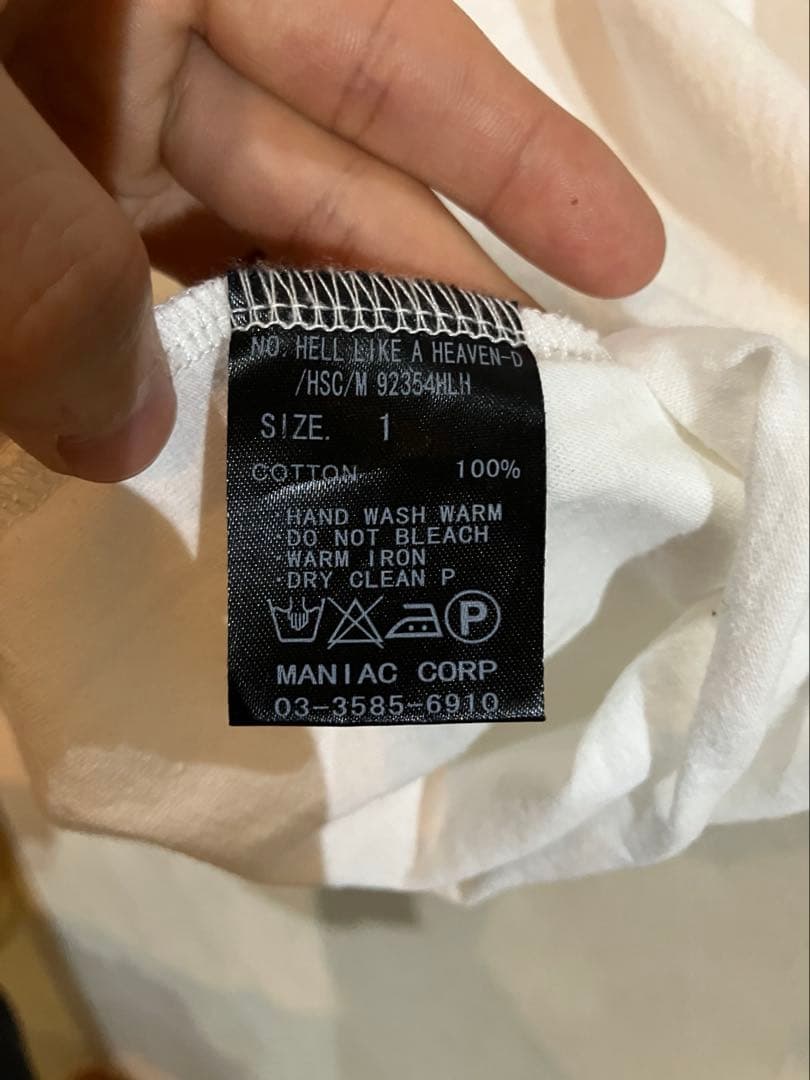 NO. HELL LIKE A HEAVEN-D
/HSC/M 92354HLH
SIZE. 1
COTTON 100%
·HAND WASH WARM
·DO NOT BLEACH
·WARM IRON
·DRY CLEAN P
P
MANIAC CORP
03-3585-6910